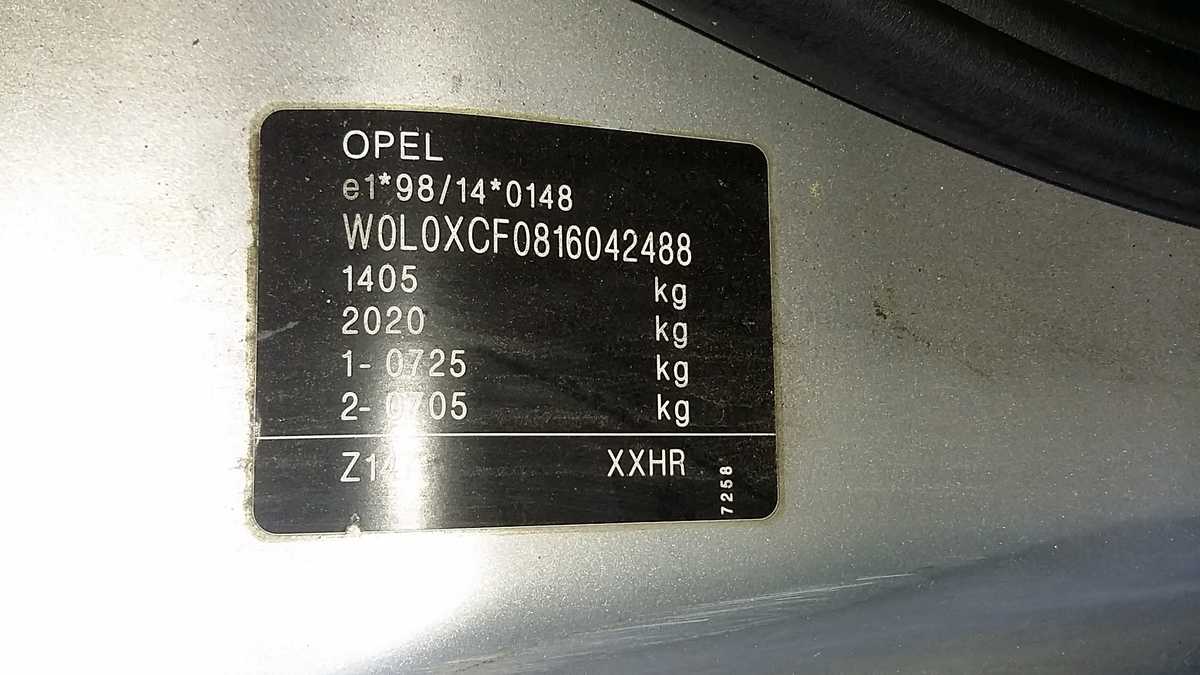 OPEL
e1*98/14*0148
W0L0XCF0816042488
1405 kg
2020 kg
1- 0725 kg
2- 0705 kg
XXHR
7258